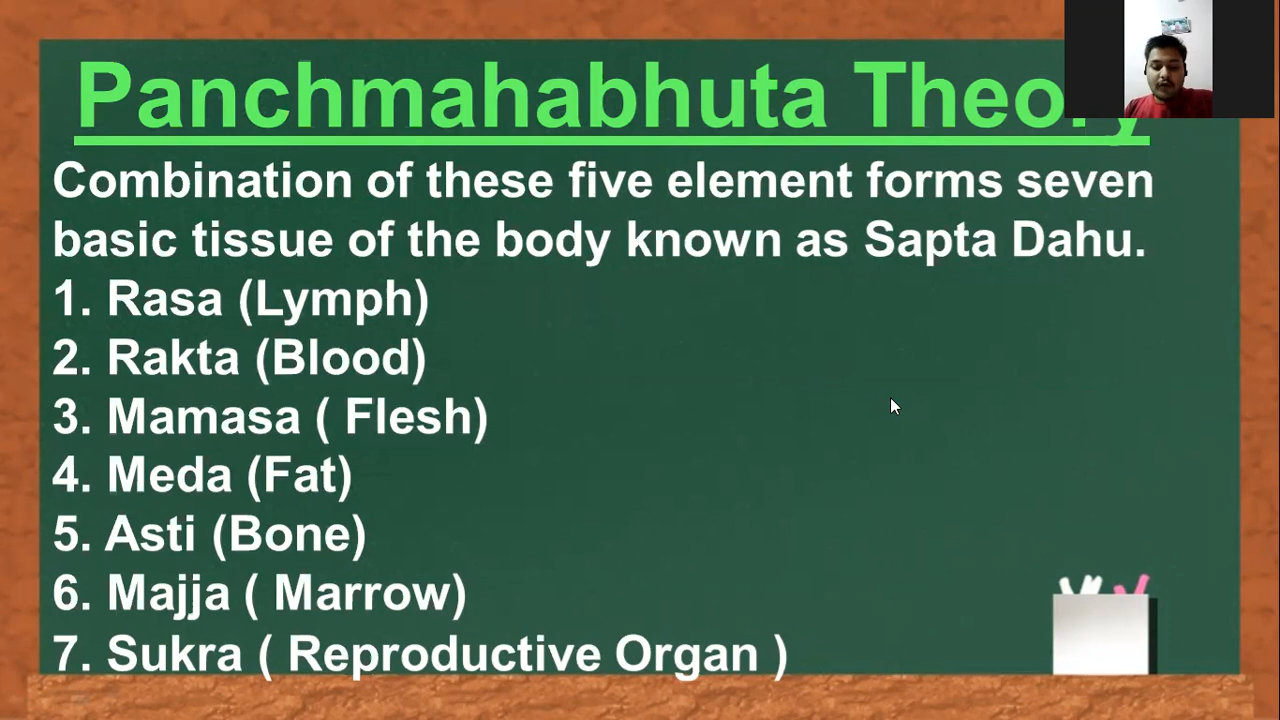 Panchmahabhuta Theory
Combination of these five element forms seven
basic tissue of the body known as Sapta Dahu.
1. Rasa (Lymph)
2. Rakta (Blood)
3. Mamasa ( Flesh)
4. Meda (Fat)
5. Asti (Bone)
6. Majja ( Marrow)
7. Sukra ( Reproductive Organ )